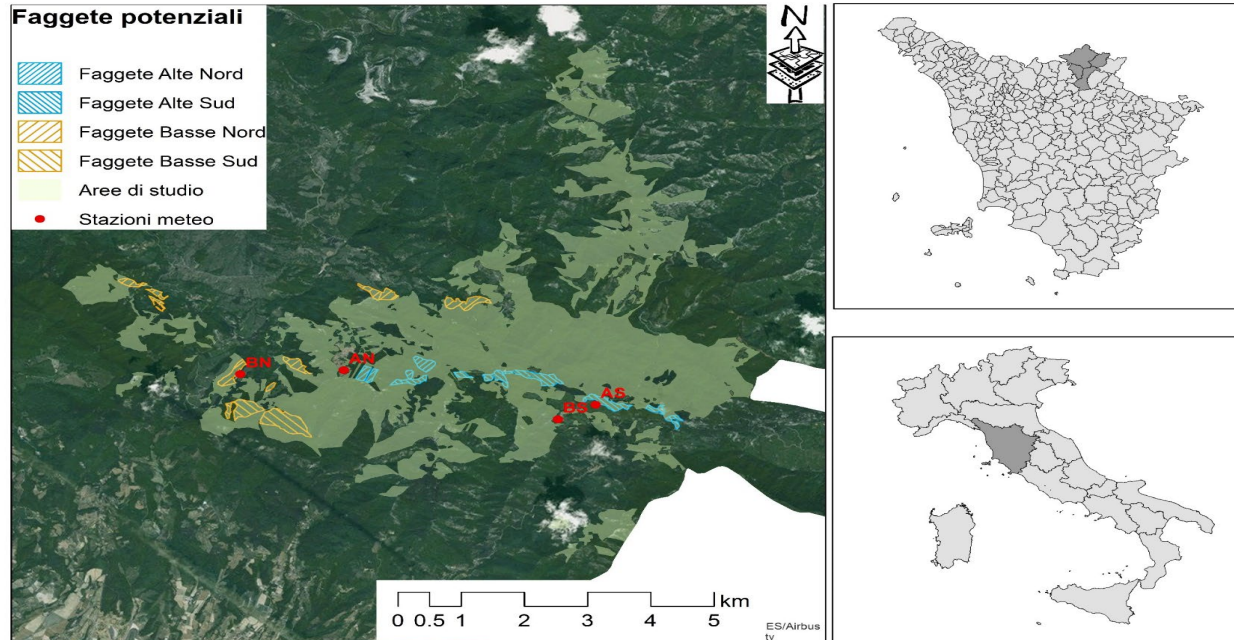 Faggete potenziali
N
Faggete Alte Nord
Faggete Alte Sud
Faggete Basse Nord
Faggete Basse Sud
Aree di studio
Stazioni meteo
BN
AN
AS
BS
km
0 0.5 1 2 3 4 5
ES/Airbus
tv